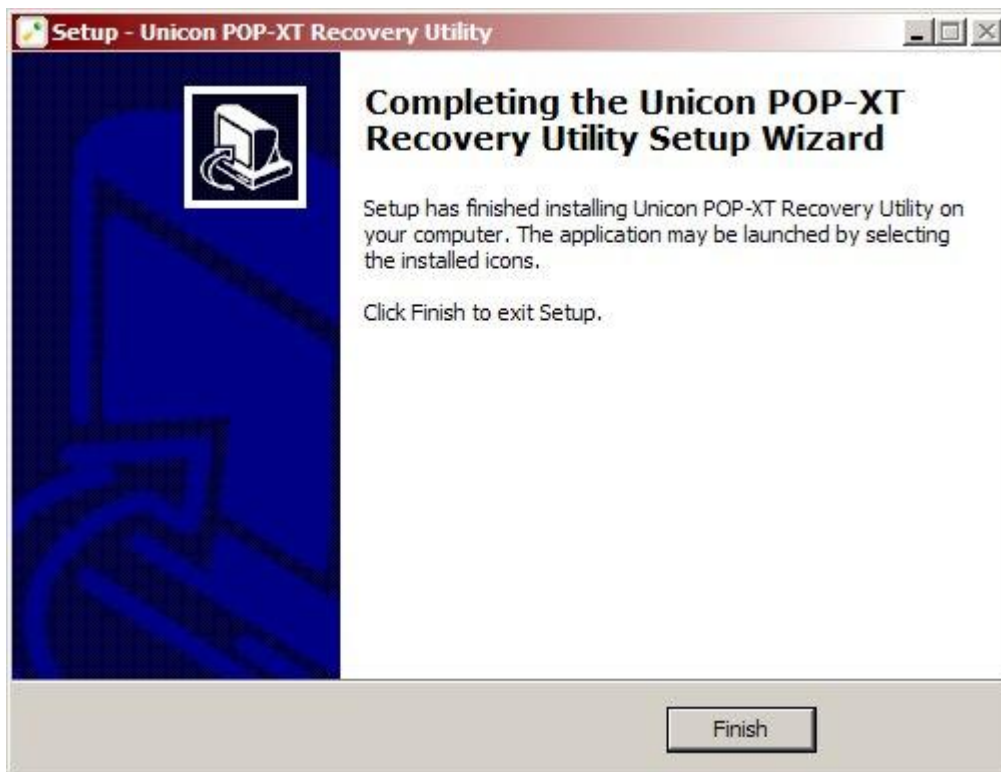 Setup - Unicon POP-XT Recovery Utility
Completing the Unicon POP-XT
Recovery Utility Setup Wizard
Setup has finished installing Unicon POP-XT Recovery Utility on
your computer. The application may be launched by selecting
the installed icons.
Click Finish to exit Setup.
Finish